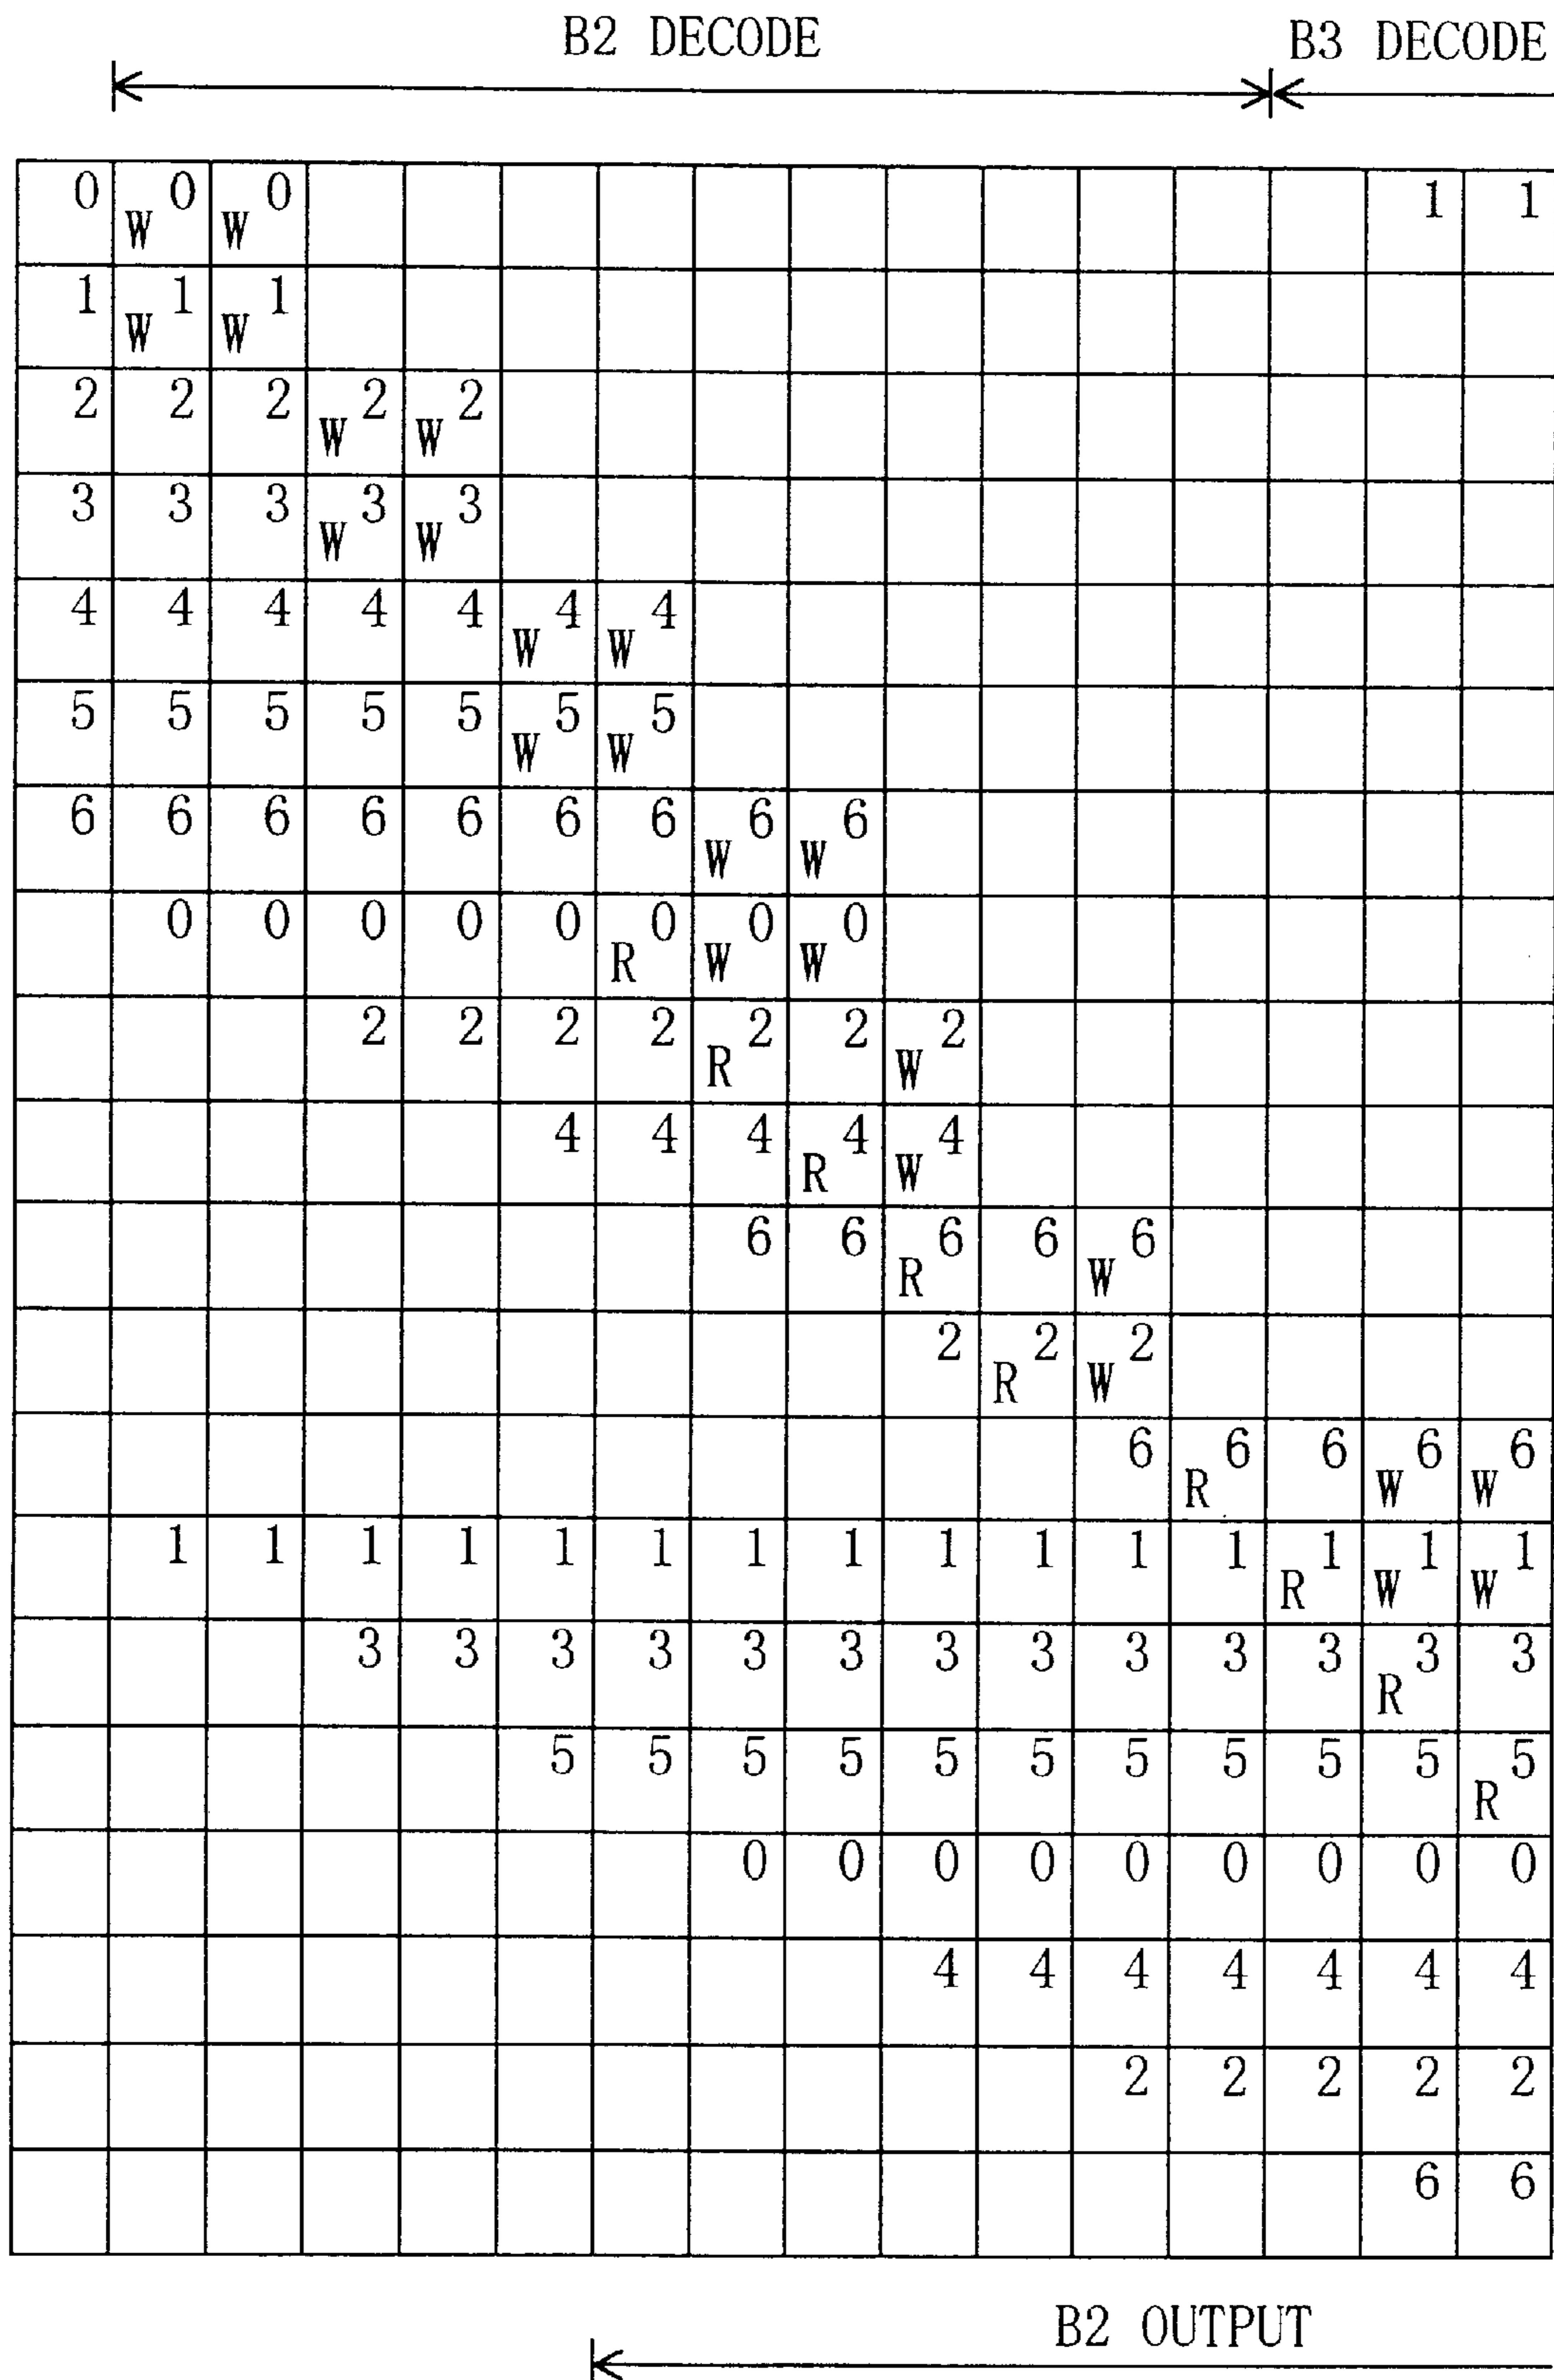 B2 DECODE B3 DECODE
0 W 0 W 0 1 1
1 W 1 W 1
2 2 2 W 2 W 2
3 3 3 W 3 W 3
4 4 4 4 4 W 4 W 4
5 5 5 5 5 W 5 W 5
6 6 6 6 6 6 6 W 6 W 6
0 0 0 0 0 R 0 W 0 W 0
2 2 2 2 R 2 2 W 2
4 4 4 R 4 W 4
6 6 R 6 6 W 6
2 R 2 W 2
6 R 6 6 W 6 W 6
1 1 1 1 1 1 1 1 1 1 1 1 R 1 W 1 W 1
3 3 3 3 3 3 3 3 3 3 3 R 3 3
5 5 5 5 5 5 5 5 5 5 R 5
0 0 0 0 0 0 0 0 0
4 4 4 4 4 4 4
2 2 2 2 2
6 6
B2 OUTPUT